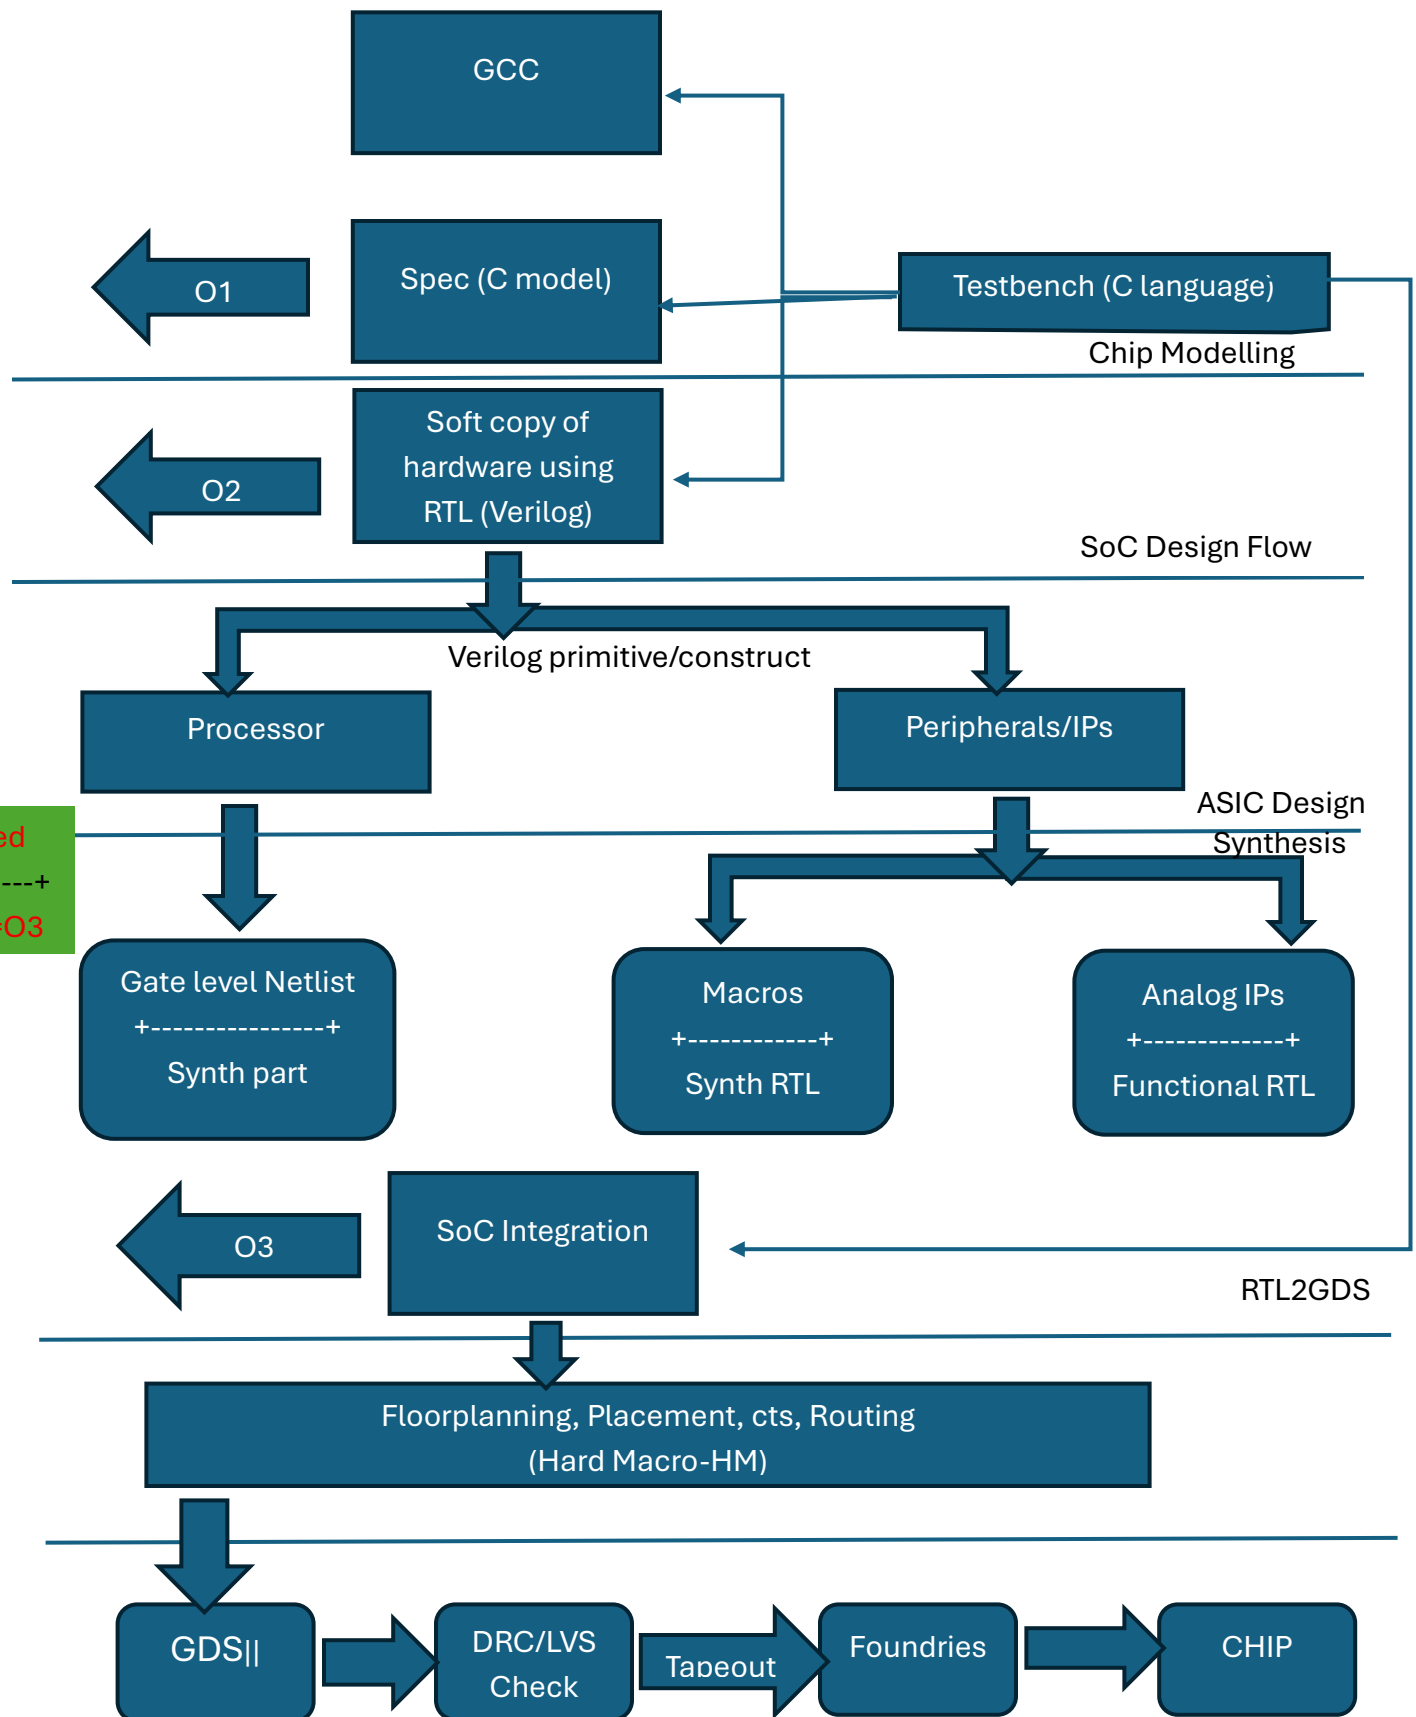 GCC
Spec (C model)
O1
Testbench (C language)
Chip Modelling
Soft copy of
hardware using
RTL (Verilog)
O2
SoC Design Flow
Verilog primitive/construct
Processor
Peripherals/IPs
ASIC Design
Synthesis
ed
----+
=O3
Gate level Netlist
+----------------+
Synth part
Macros
+------------+
Synth RTL
Analog IPs
+-------------+
Functional RTL
SoC Integration
O3
RTL2GDS
Floorplanning, Placement, cts, Routing
(Hard Macro-HM)
GDS||
DRC/LVS
Check
Tapeout
Foundries
CHIP